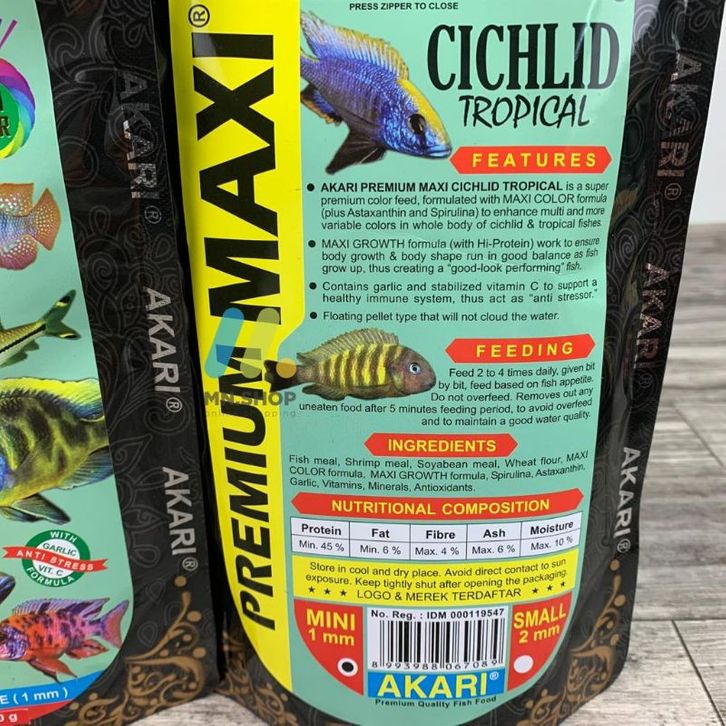 PRESS ZIPPER TO CLOSE
CICHLID
TROPICAL
PREMIUM MAXI®
FEATURES
• AKARI PREMIUM MAXI CICHLID TROPICAL is a super
premium color feed, formulated with MAXI COLOR formula
(plus Astaxanthin and Spirulina) to enhance multi and more
variable colors in whole body of cichlid & tropical fishes.
• MAXI GROWTH formula (with Hi-Protein) work to ensure
body growth & body shape run in good balance as fish
grow up, thus creating a "good-look performing" fish.
• Contains garlic and stabilized vitamin C to support a
healthy immune system, thus act as "anti stressor."
• Floating pellet type that will not cloud the water.
FEEDING
Feed 2 to 4 times daily, given bit
by bit, feed based on fish appetite.
Do not overfeed. Removes out any
uneaten food after 5 minutes feeding period, to avoid overfeed
and to maintain a good water quality.
INGREDIENTS
Fish meal, Shrimp meal, Soyabean meal, Wheat flour, MAXI
COLOR formula, MAXI GROWTH formula, Spirulina, Astaxanthin,
Garlic, Vitamins, Minerals, Antioxidants.
NUTRITIONAL COMPOSITION
Protein Fat Fibre Ash Moisture
Min. 45 % Min. 6 % Max. 4 % Max. 6 % Max. 10 %
Store in cool and dry place. Avoid direct contact to sun
exposure. Keep tightly shut after opening the packaging.
★★★ LOGO & MEREK TERDAFTAR ★★★
MINI
1 mm
No. Reg. : IDM 000119547
8 993988 067089
SMALL
2 mm
AKARI®
Premium Quality Fish Food
MN.SHOP
AKARI®
AKARI®
AKARI®
AKARI®
AKARI®
AKARI®
WITH
GARLIC
ANTI STRESS
VIT. C
FORMULA
( 1 mm )